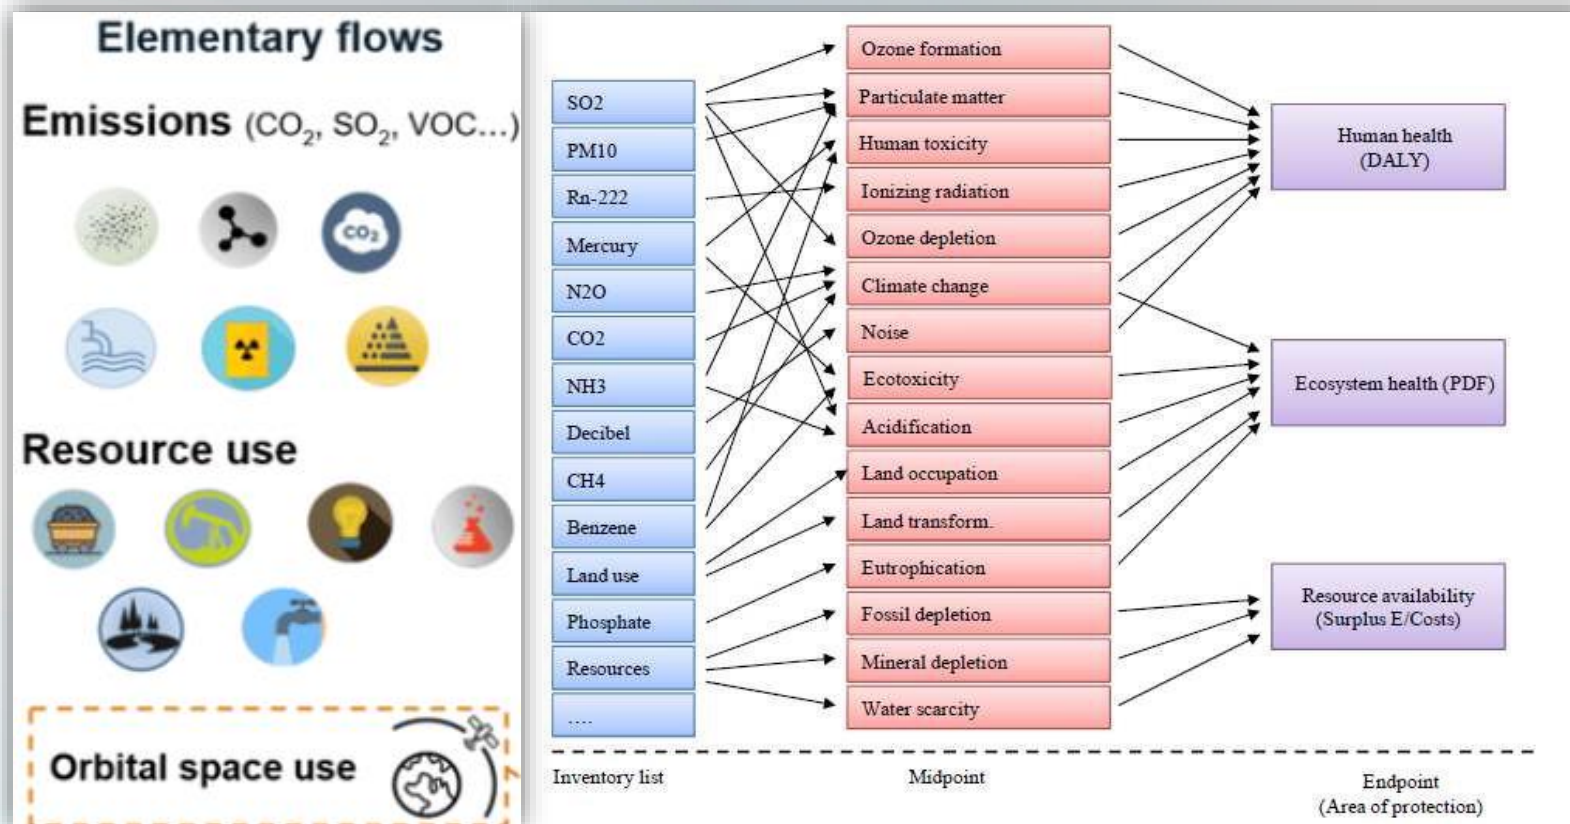 Elementary flows
Emissions (CO₂, SO₂, VOC...)
CO₂
Resource use
Orbital space use
SO2
PM10
Rn-222
Mercury
N2O
CO2
NH3
Decibel
CH4
Benzene
Land use
Phosphate
Resources
....
Inventory list
Ozone formation
Particulate matter
Human toxicity
Ionizing radiation
Ozone depletion
Climate change
Noise
Ecotoxicity
Acidification
Land occupation
Land transform.
Eutrophication
Fossil depletion
Mineral depletion
Water scarcity
Midpoint
Human health
(DALY)
Ecosystem health (PDF)
Resource availability
(Surplus E/Costs)
Endpoint
(Area of protection)